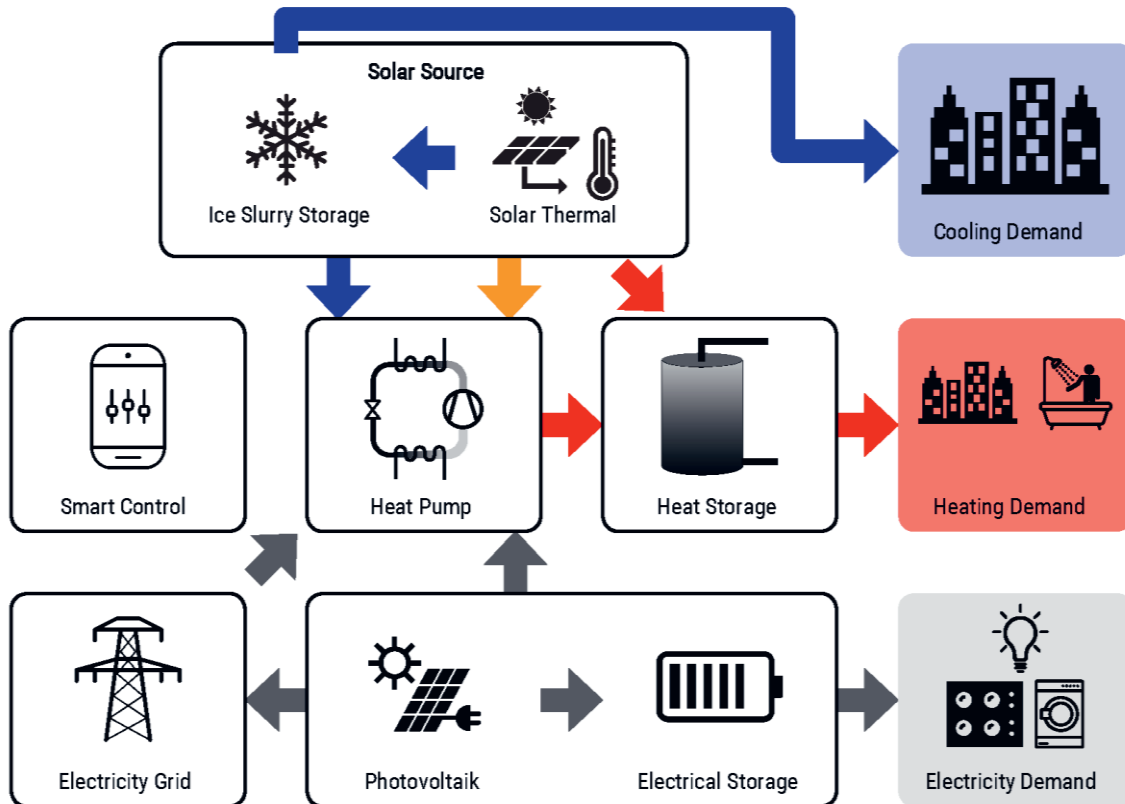 Solar Source
Ice Slurry Storage
Solar Thermal
Cooling Demand
Smart Control
Heat Pump
Heat Storage
Heating Demand
Electricity Grid
Photovoltaik
Electrical Storage
Electricity Demand